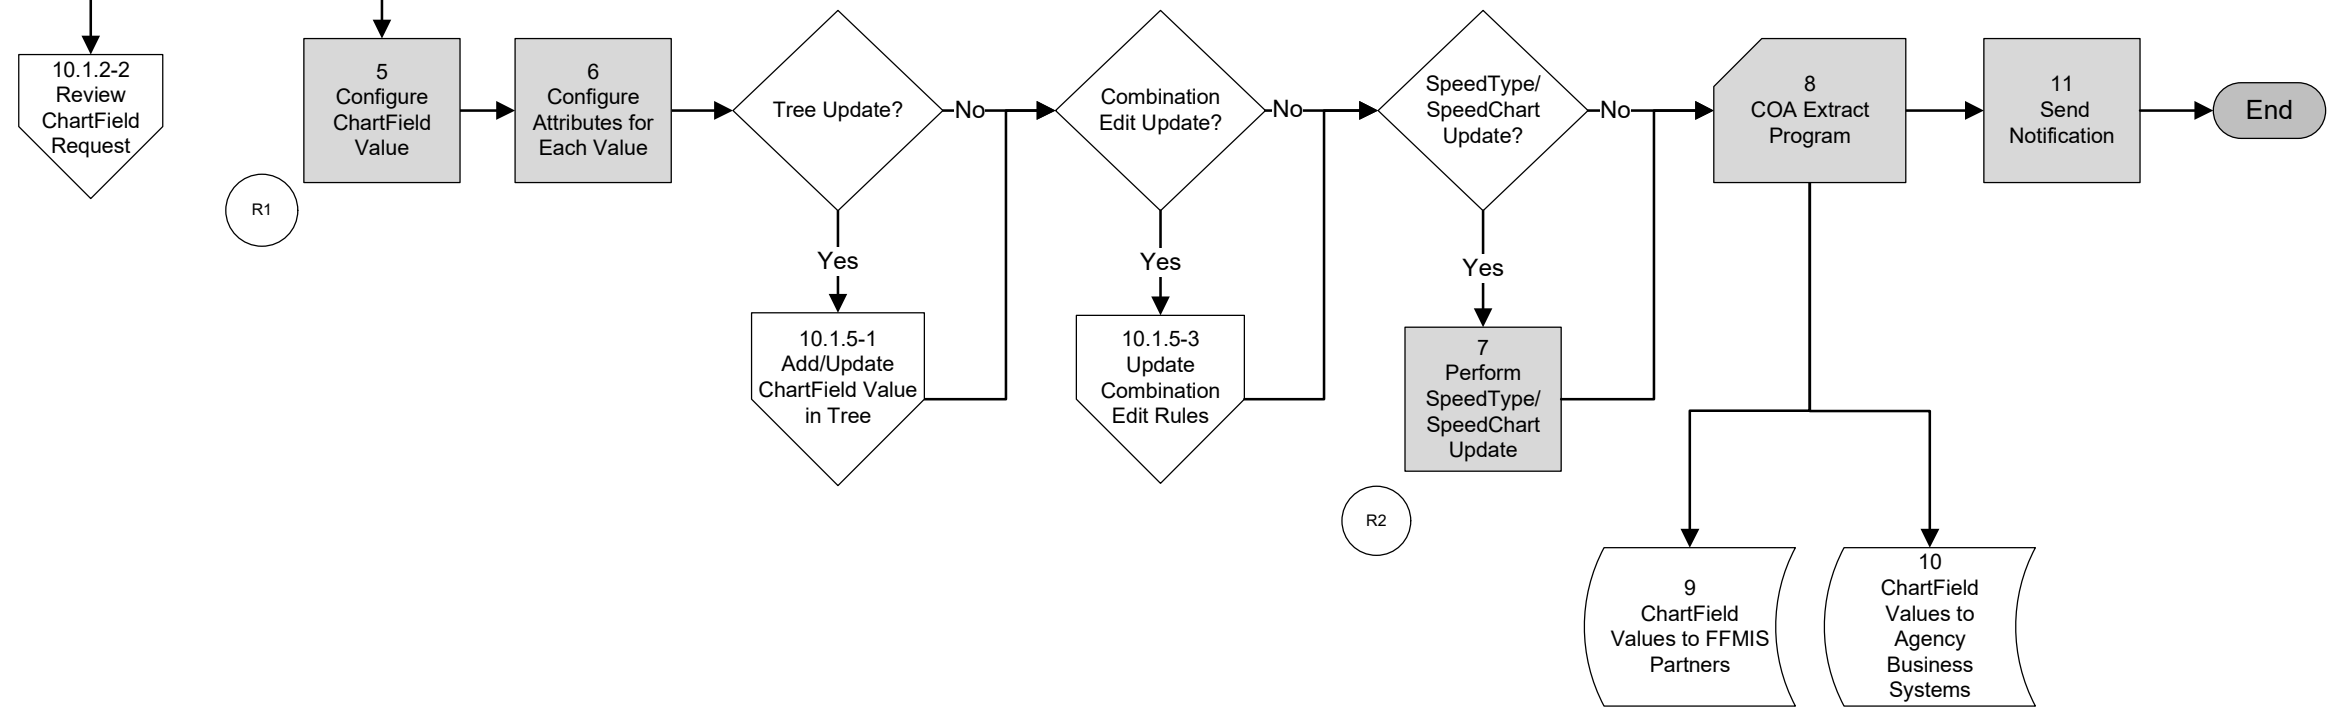 10.1.2-2
Review
ChartField
Request
5
Configure
ChartField
Value
R1
6
Configure
Attributes for
Each Value
Tree Update?
No
Yes
10.1.5-1
Add/Update
ChartField Value
in Tree
Combination
Edit Update?
No
Yes
10.1.5-3
Update
Combination
Edit Rules
SpeedType/
SpeedChart
Update?
No
Yes
7
Perform
SpeedType/
SpeedChart
Update
R2
8
COA Extract
Program
9
ChartField
Values to FFMIS
Partners
10
ChartField
Values to
Agency
Business
Systems
11
Send
Notification
End